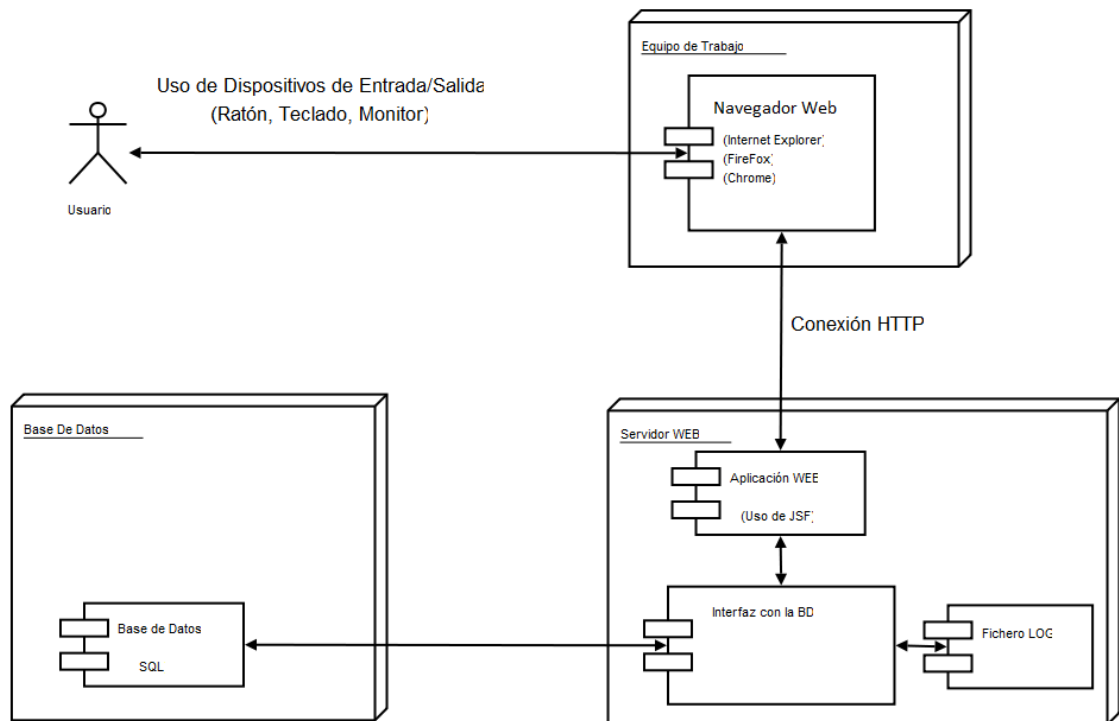 Equipo de Trabajo
Uso de Dispositivos de Entrada/Salida
(Ratón, Teclado, Monitor)
Navegador Web
(Internet Explorer)
(FireFox)
(Chrome)
Usuario
Conexión HTTP
Base De Datos
Servidor WEB
Aplicación WEB
(Uso de JSF)
Base de Datos
SQL
Interfaz con la BD
Fichero LOG